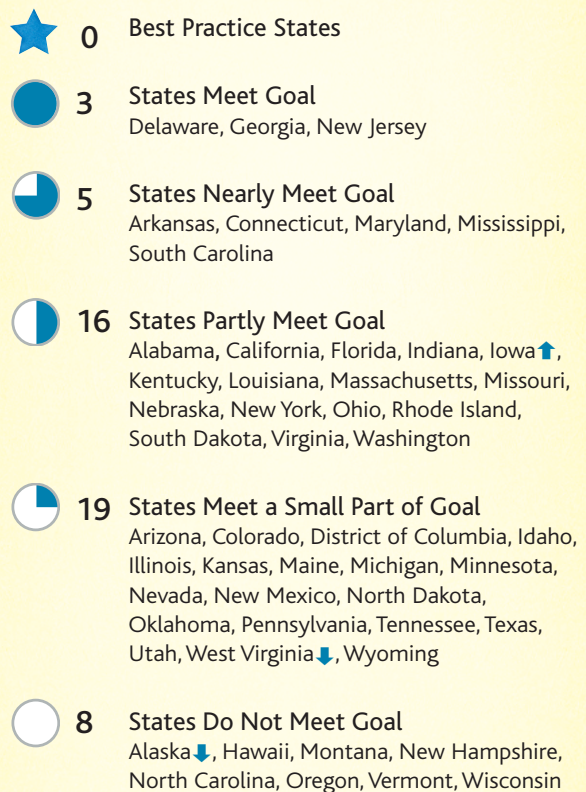 0 Best Practice States
3 States Meet Goal
Delaware, Georgia, New Jersey
5 States Nearly Meet Goal
Arkansas, Connecticut, Maryland, Mississippi,
South Carolina
16 States Partly Meet Goal
Alabama, California, Florida, Indiana, Iowa⬆,
Kentucky, Louisiana, Massachusetts, Missouri,
Nebraska, New York, Ohio, Rhode Island,
South Dakota, Virginia, Washington
19 States Meet a Small Part of Goal
Arizona, Colorado, District of Columbia, Idaho,
Illinois, Kansas, Maine, Michigan, Minnesota,
Nevada, New Mexico, North Dakota,
Oklahoma, Pennsylvania, Tennessee, Texas,
Utah, West Virginia⬇, Wyoming
8 States Do Not Meet Goal
Alaska⬇, Hawaii, Montana, New Hampshire,
North Carolina, Oregon, Vermont, Wisconsin